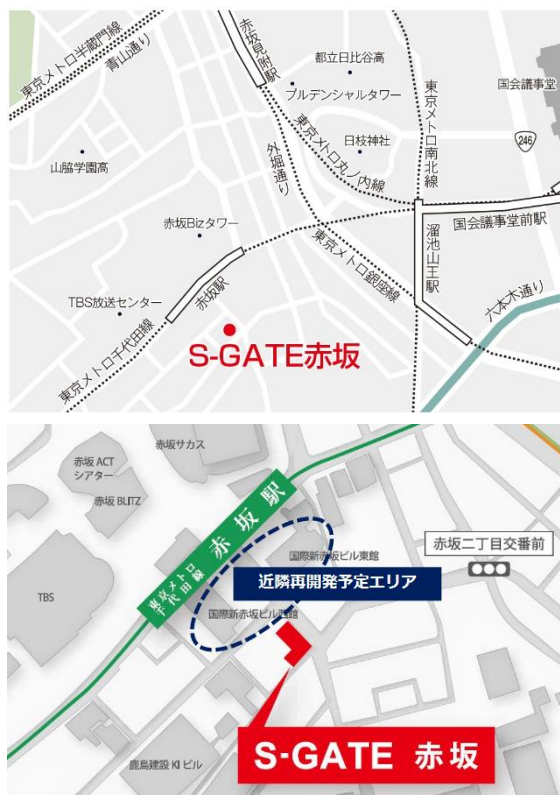 東京メトロ半蔵門線
青山通り
赤坂見附駅
都立日比谷高
プルデンシャルタワー
東京メトロ南北線
国会議事堂
246
山脇学園高
外堀通り
東京メトロ丸ノ内線
日枝神社
赤坂Bizタワー
国会議事堂前駅
溜池山王駅
東京メトロ銀座線
六本木通り
TBS放送センター
赤坂駅
東京メトロ千代田線
S-GATE赤坂
赤坂サカス
赤坂 ACT
シアター
赤坂 BLITZ
東京メトロ
千代田線
赤坂駅
国際新赤坂ビル東館
赤坂二丁目交番前
TBS
近隣再開発予定エリア
国際新赤坂ビル西館
S-GATE 赤坂
鹿島建設 KI ビル